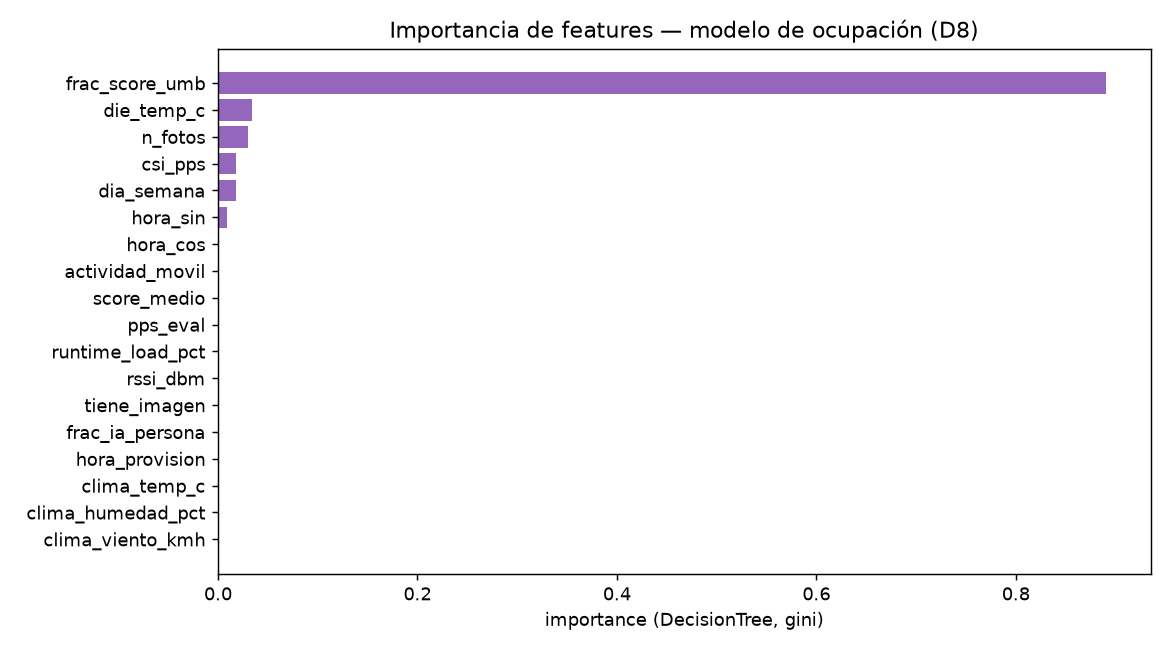 Importancia de features — modelo de ocupación (D8)
frac_score_umb
die_temp_c
n_fotos
csi_pps
dia_semana
hora_sin
hora_cos
actividad_movil
score_medio
pps_eval
runtime_load_pct
rssi_dbm
tiene_imagen
frac_ia_persona
hora_provision
clima_temp_c
clima_humedad_pct
clima_viento_kmh
0.0 0.2 0.4 0.6 0.8
importance (DecisionTree, gini)